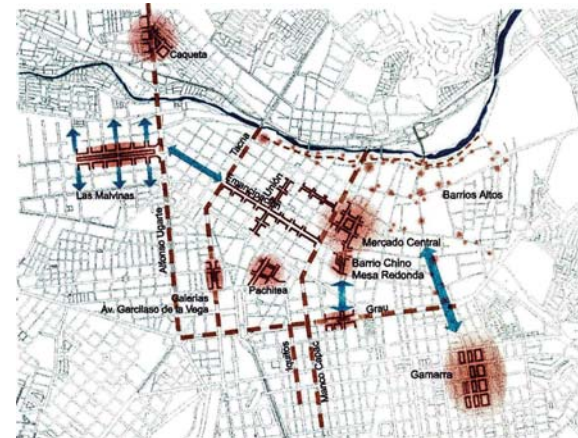 Caqueta
Tacna
Unión
Emancipación
Las Malvinas
Barrios Altos
Alfonso Ugarte
Mercado Central
Barrio Chino
Mesa Redonda
Pachitea
Galerías
Av. Garcilaso de la Vega
Grau
Iquitos
Manco Capac
Gamarra